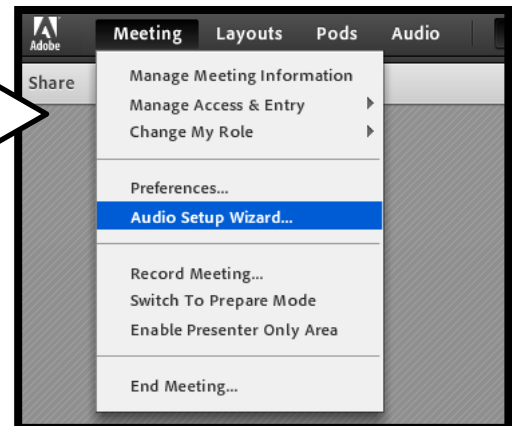 Adobe Meeting Layouts Pods Audio
Share
Manage Meeting Information
Manage Access & Entry
Change My Role
Preferences...
Audio Setup Wizard...
Record Meeting...
Switch To Prepare Mode
Enable Presenter Only Area
End Meeting...